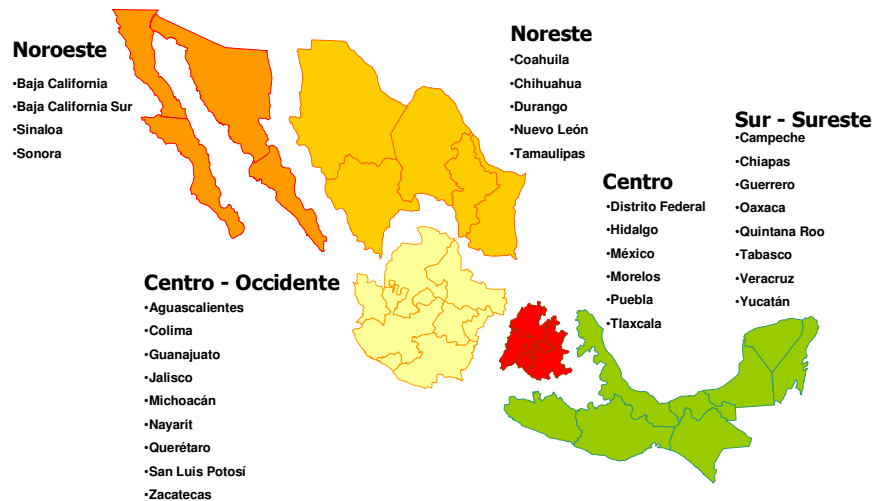 Noroeste
•Baja California
•Baja California Sur
•Sinaloa
•Sonora
Noreste
•Coahuila
•Chihuahua
•Durango
•Nuevo León
•Tamaulipas
Sur - Sureste
•Campeche
•Chiapas
•Guerrero
•Oaxaca
•Quintana Roo
•Tabasco
•Veracruz
•Yucatán
Centro
•Distrito Federal
•Hidalgo
•México
•Morelos
•Puebla
•Tlaxcala
Centro - Occidente
•Aguascalientes
•Colima
•Guanajuato
•Jalisco
•Michoacán
•Nayarit
•Querétaro
•San Luis Potosí
•Zacatecas